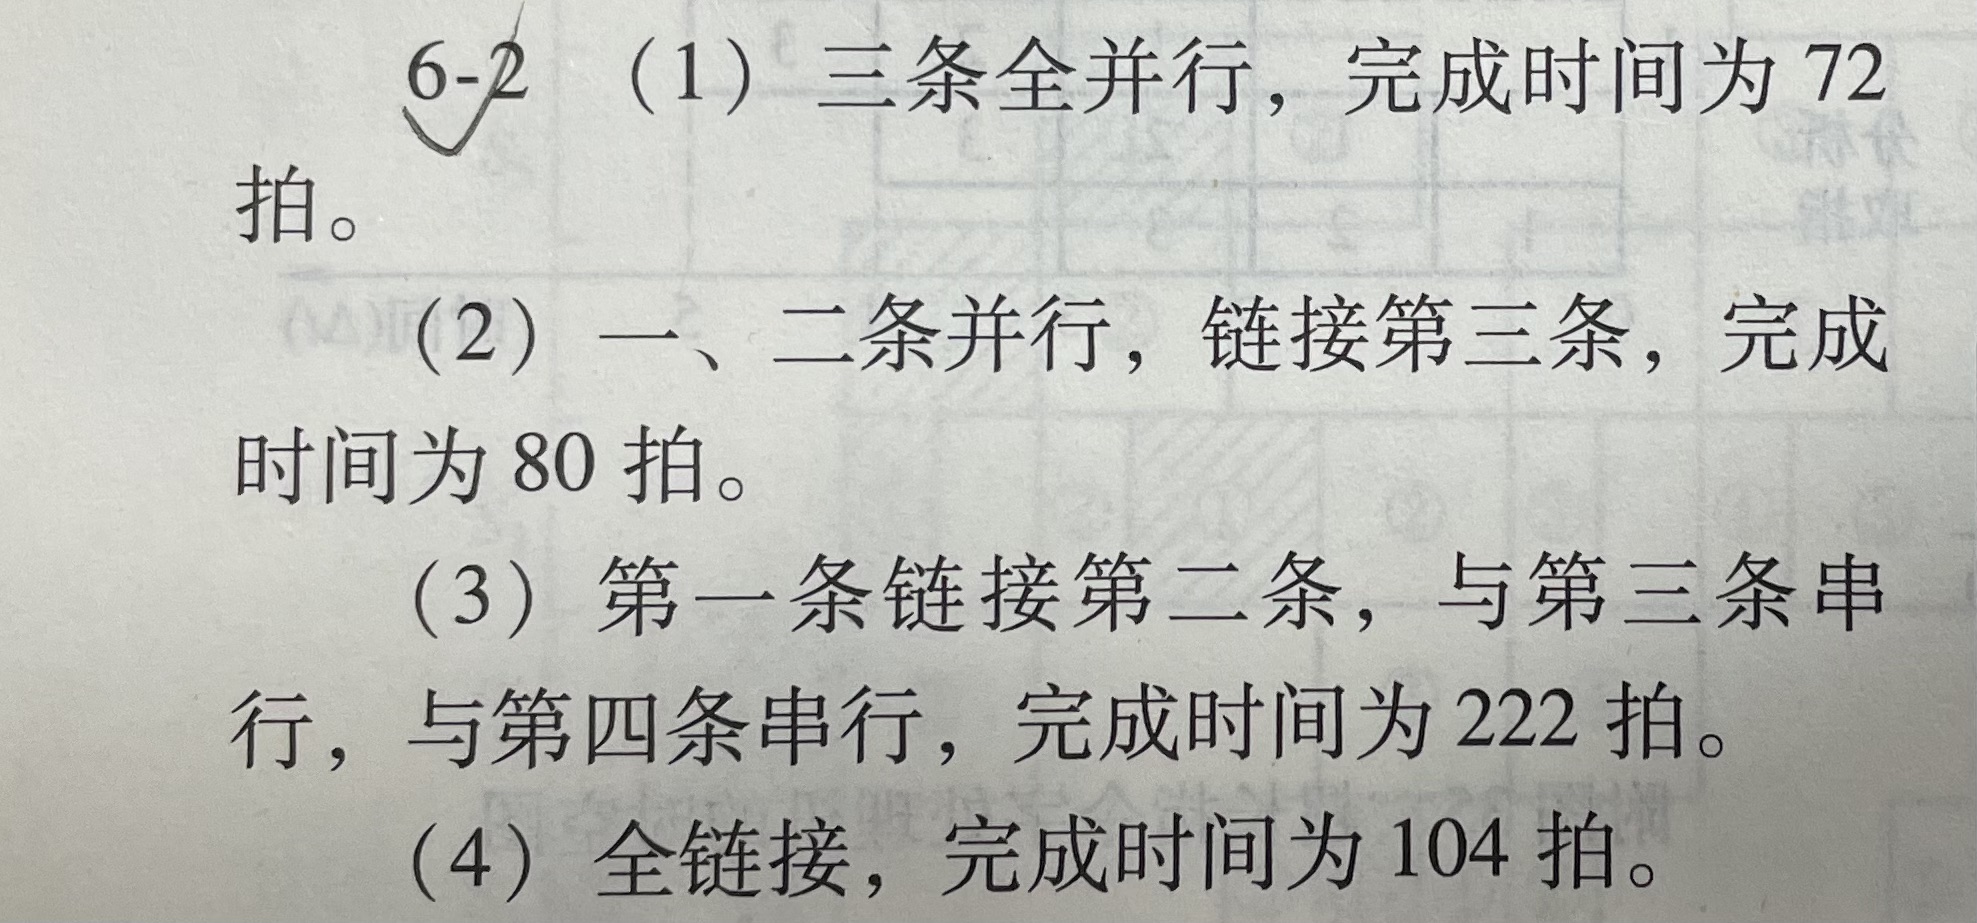 6-2 （1）三条全并行，完成时间为 72
拍。
（2）一、二条并行，链接第三条，完成
时间为 80 拍。
（3）第一条链接第二条，与第三条串
行，与第四条串行，完成时间为 222 拍。
（4）全链接，完成时间为 104 拍。